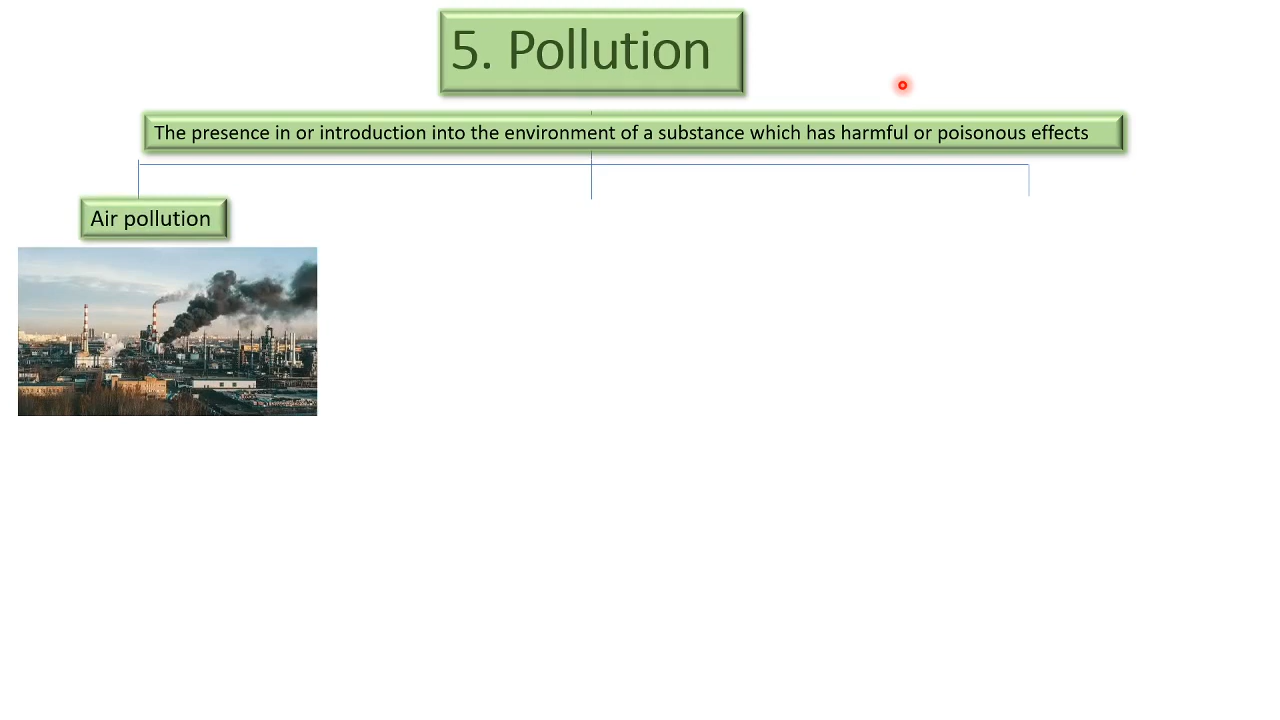 5. Pollution
The presence in or introduction into the environment of a substance which has harmful or poisonous effects
Air pollution